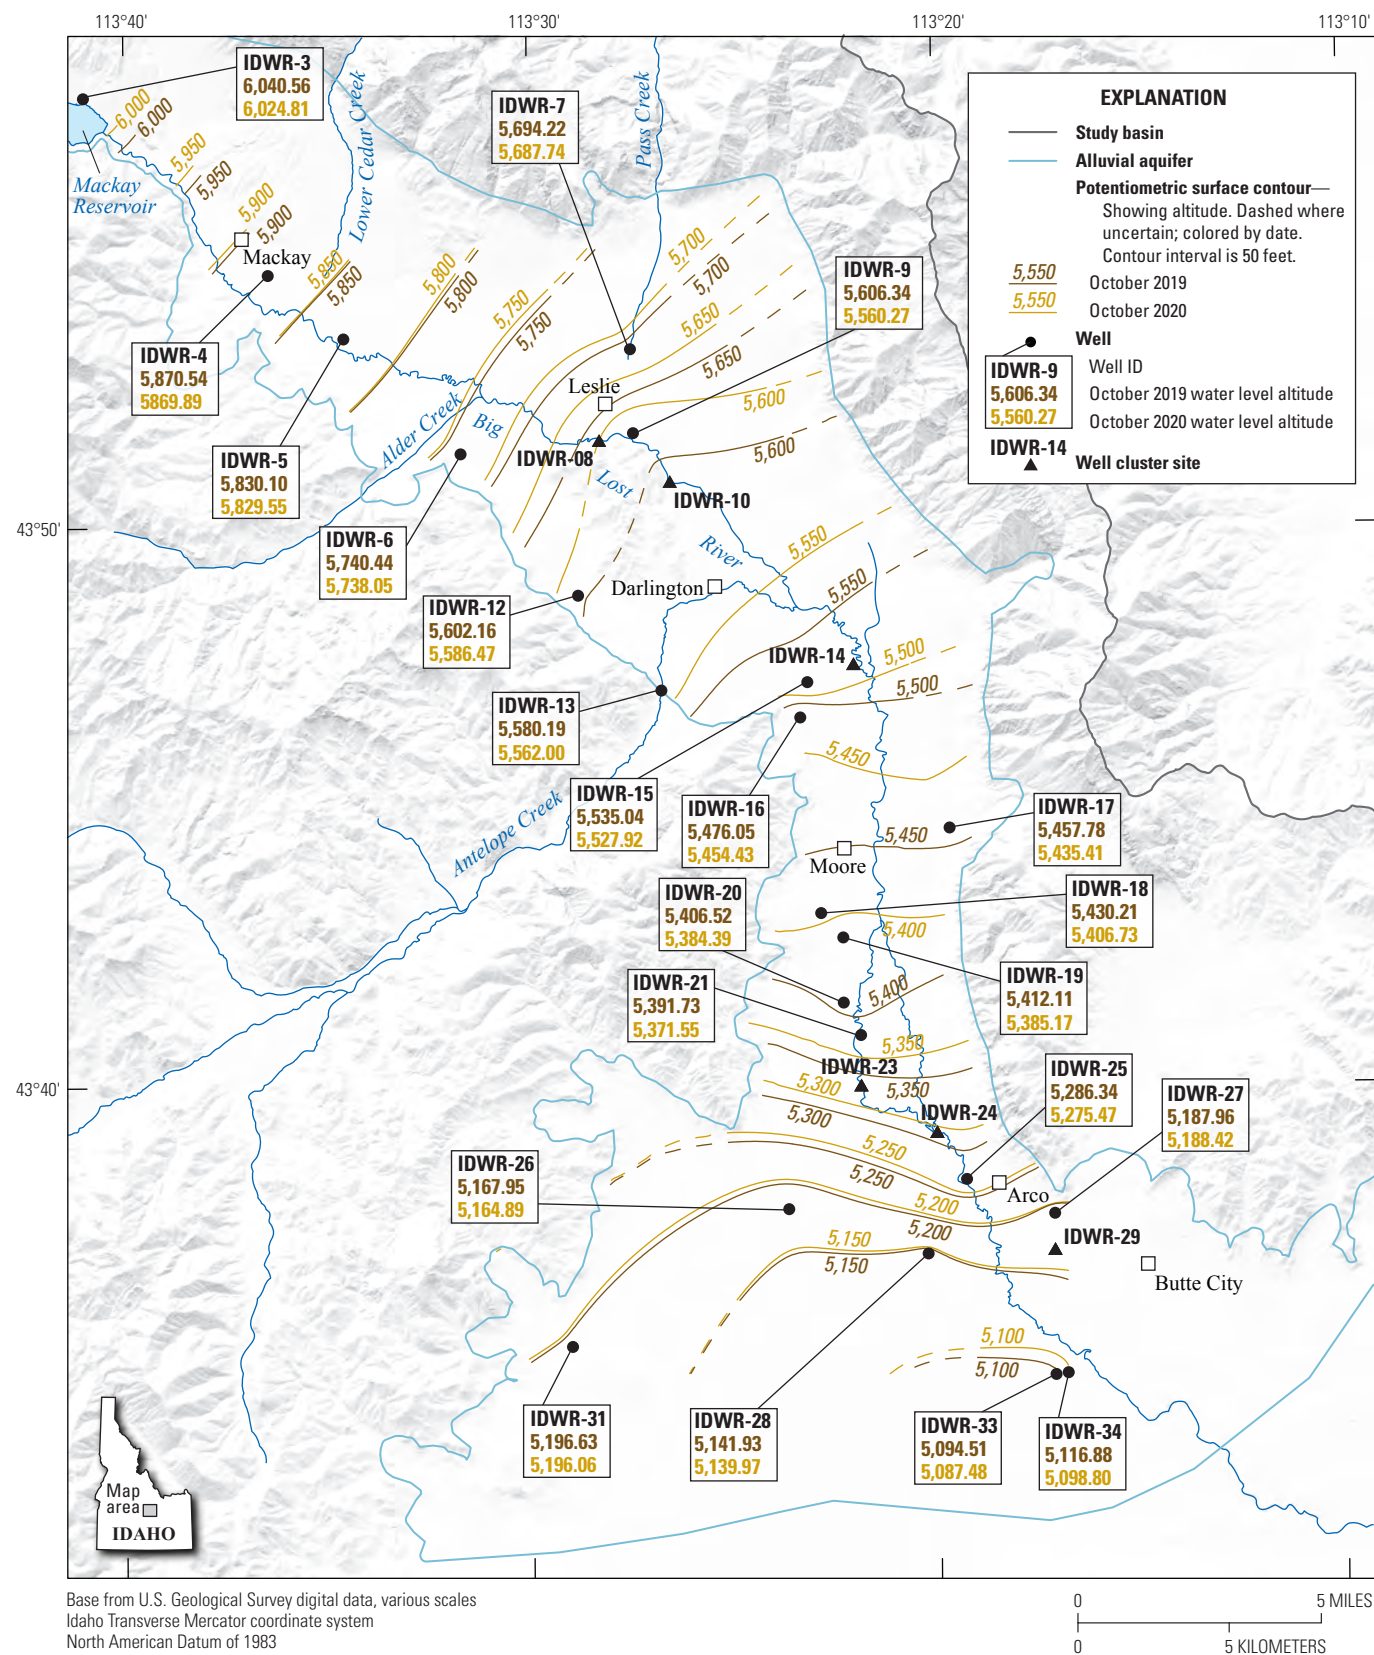 113°40'
113°30'
113°20'
113°10'
IDWR-3
6,040.56
6,024.81
6,000
6,000
5,950
5,950
5,900
5,900
Mackay
Reservoir
Mackay
Lower Cedar Creek
IDWR-7
5,694.22
5,687.74
Pass Creek
EXPLANATION
Study basin
Alluvial aquifer
Potentiometric surface contour—
Showing altitude. Dashed where
uncertain; colored by date.
Contour interval is 50 feet.
5,550
October 2019
5,550
October 2020
Well
IDWR-9
5,606.34
5,560.27
Well ID
October 2019 water level altitude
October 2020 water level altitude
IDWR-14
Well cluster site
5,850
5,850
5,800
5,800
5,750
5,750
5,700
5,700
5,650
5,650
IDWR-9
5,606.34
5,560.27
IDWR-4
5,870.54
5869.89
Leslie
5,600
5,600
Alder Creek
Big
Lost
River
IDWR-08
IDWR-10
IDWR-5
5,830.10
5,829.55
43°50'
IDWR-6
5,740.44
5,738.05
5,550
5,550
Darlington
IDWR-12
5,602.16
5,586.47
IDWR-14
5,500
5,500
IDWR-13
5,580.19
5,562.00
5,450
IDWR-15
5,535.04
5,527.92
IDWR-16
5,476.05
5,454.43
IDWR-17
5,457.78
5,435.41
Antelope Creek
5,450
Moore
IDWR-20
5,406.52
5,384.39
IDWR-18
5,430.21
5,406.73
5,400
IDWR-21
5,391.73
5,371.55
5,400
IDWR-19
5,412.11
5,385.17
5,350
IDWR-23
5,350
43°40'
5,300
5,300
IDWR-24
IDWR-25
5,286.34
5,275.47
IDWR-27
5,187.96
5,188.42
5,250
5,250
IDWR-26
5,167.95
5,164.89
Arco
5,200
5,200
IDWR-29
5,150
5,150
Butte City
5,100
5,100
IDWR-31
5,196.63
5,196.06
IDWR-28
5,141.93
5,139.97
IDWR-33
5,094.51
5,087.48
IDWR-34
5,116.88
5,098.80
Map
area
IDAHO
Base from U.S. Geological Survey digital data, various scales
Idaho Transverse Mercator coordinate system
North American Datum of 1983
0 5 MILES
0 5 KILOMETERS